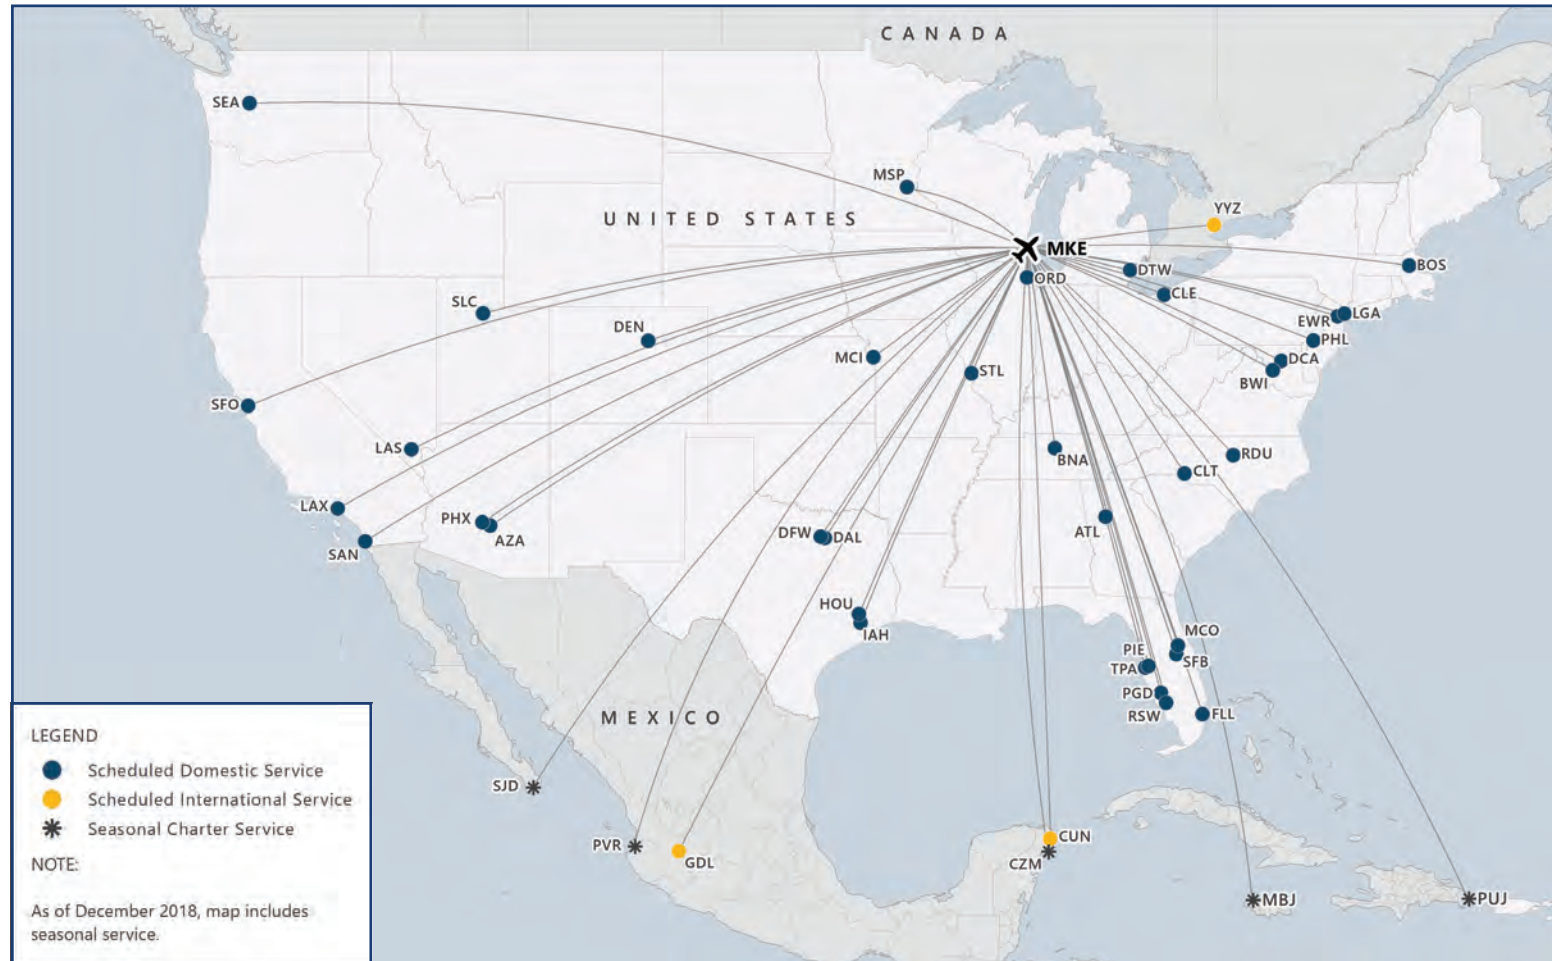 CANADA
SEA
MSP
YYZ
UNITED STATES
MKE
BOS
DTW
ORD
CLE
SLC
LGA
EWR
DEN
PHL
MCI
DCA
STL
BWI
SFO
LAS
BNA
RDU
CLT
LAX
PHX
AZA
DFW
DAL
ATL
SAN
HOU
IAH
MCO
PIE
SFB
TPA
PGD
RSW
FLL
MEXICO
SJD
PVR
GDL
CUN
CZM
MBJ
PUJ
LEGEND
Scheduled Domestic Service
Scheduled International Service
Seasonal Charter Service
NOTE:
As of December 2018, map includes
seasonal service.